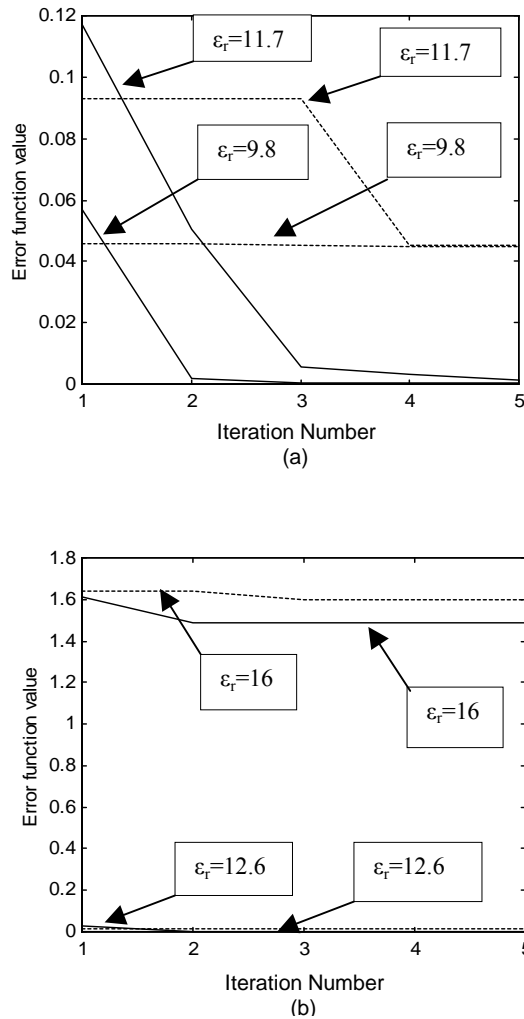 0.12
0.1
0.08
0.06
0.04
0.02
0
Error function value
εr=11.7
εr=11.7
εr=9.8
εr=9.8
1 2 3 4 5
Iteration Number
(a)
1.8
1.6
1.4
1.2
1
0.8
0.6
0.4
0.2
0
Error function value
εr=16
εr=16
εr=12.6
εr=12.6
1 2 3 4 5
Iteration Number
(b)